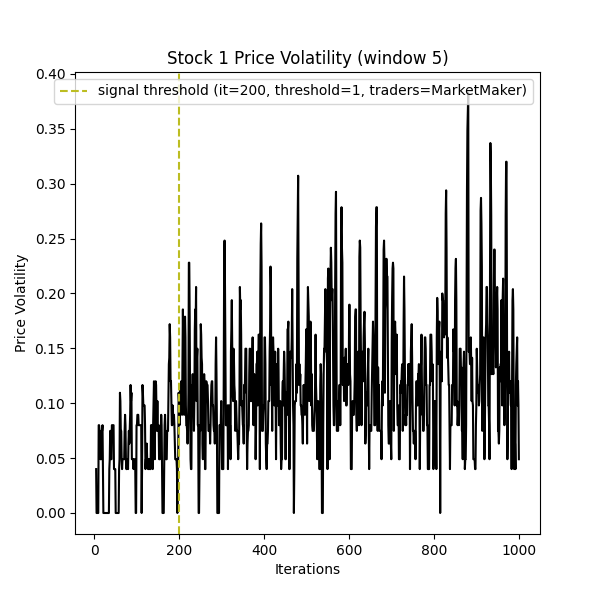 Stock 1 Price Volatility (window 5)
signal threshold (it=200, threshold=1, traders=MarketMaker)
Price Volatility
0.40
0.35
0.30
0.25
0.20
0.15
0.10
0.05
0.00
0 200 400 600 800 1000
Iterations